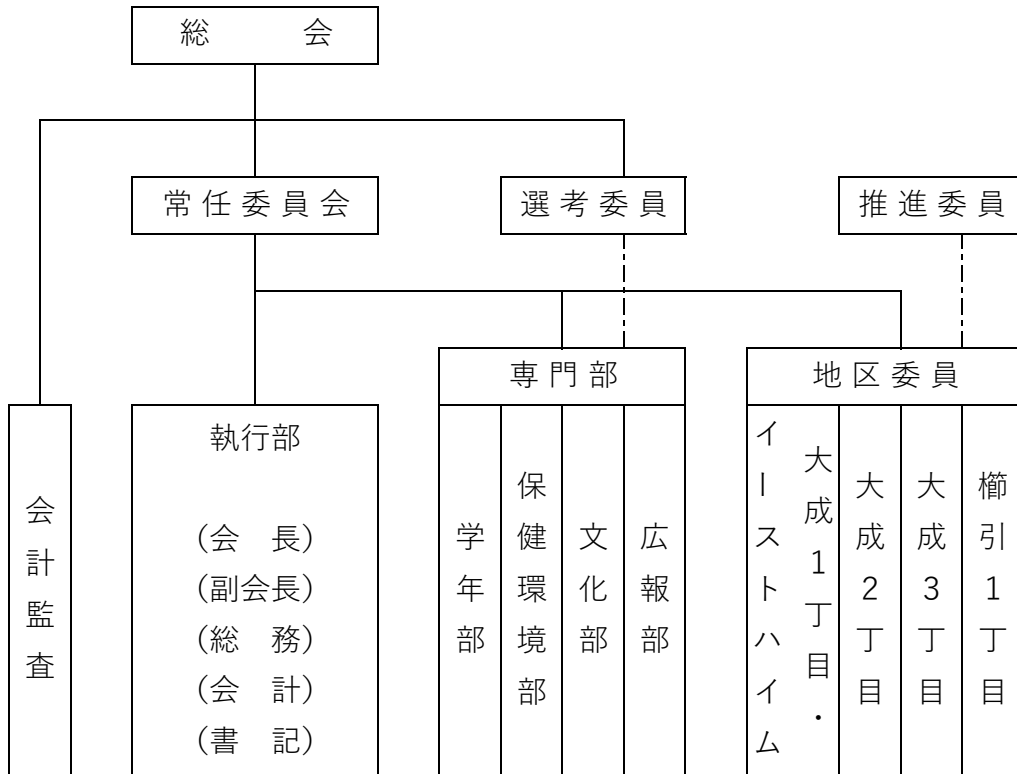 総　　会
常任委員会
選考委員
推進委員
専門部
地区委員
会計監査
執行部
(会　長)
(副会長)
(総　務)
(会　計)
(書　記)
学年部
保健環境部
文化部
広報部
大成1丁目・
イーストハイム
大成2丁目
大成3丁目
櫛引1丁目